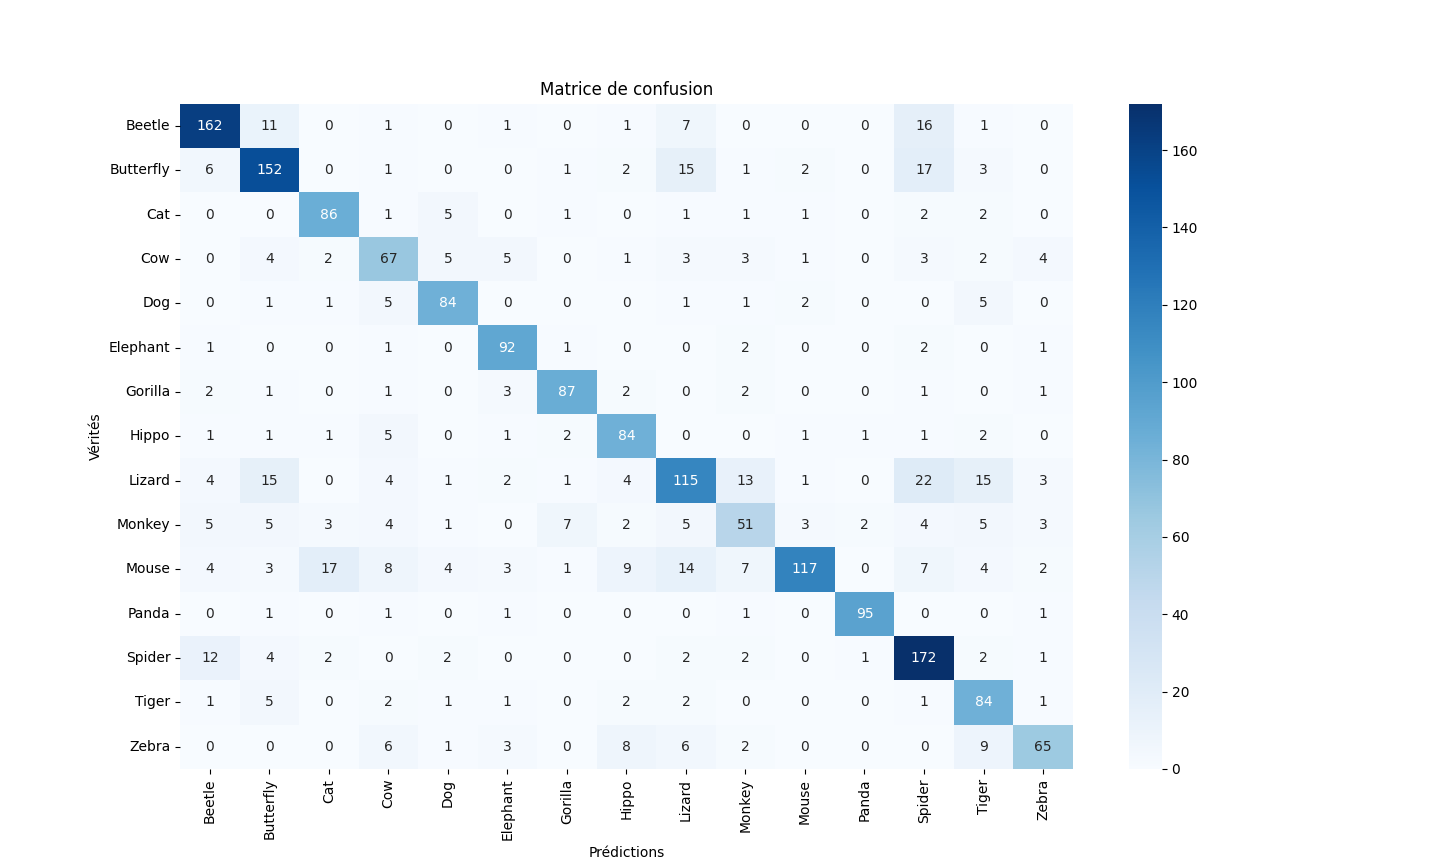 Matrice de confusion
Beetle 162 11 0 1 0 1 0 1 7 0 0 0 16 1 0
Butterfly 6 152 0 1 0 0 1 2 15 1 2 0 17 3 0
Cat 0 0 86 1 5 0 1 0 1 1 1 0 2 2 0
Cow 0 4 2 67 5 5 0 1 3 3 1 0 3 2 4
Dog 0 1 1 5 84 0 0 0 1 1 2 0 0 5 0
Elephant 1 0 0 1 0 92 1 0 0 2 0 0 2 0 1
Gorilla 2 1 0 1 0 3 87 2 0 2 0 0 1 0 1
Hippo 1 1 1 5 0 1 2 84 0 0 1 1 1 2 0
Lizard 4 15 0 4 1 2 1 4 115 13 1 0 22 15 3
Monkey 5 5 3 4 1 0 7 2 5 51 3 2 4 5 3
Mouse 4 3 17 8 4 3 1 9 14 7 117 0 7 4 2
Panda 0 1 0 1 0 1 0 0 0 1 0 95 0 0 1
Spider 12 4 2 0 2 0 0 0 2 2 0 1 172 2 1
Tiger 1 5 0 2 1 1 0 2 2 0 0 0 1 84 1
Zebra 0 0 0 6 1 3 0 8 6 2 0 0 0 9 65
Vérités
Beetle Butterfly Cat Cow Dog Elephant Gorilla Hippo Lizard Monkey Mouse Panda Spider Tiger Zebra
Prédictions
160
140
120
100
80
60
40
20
0